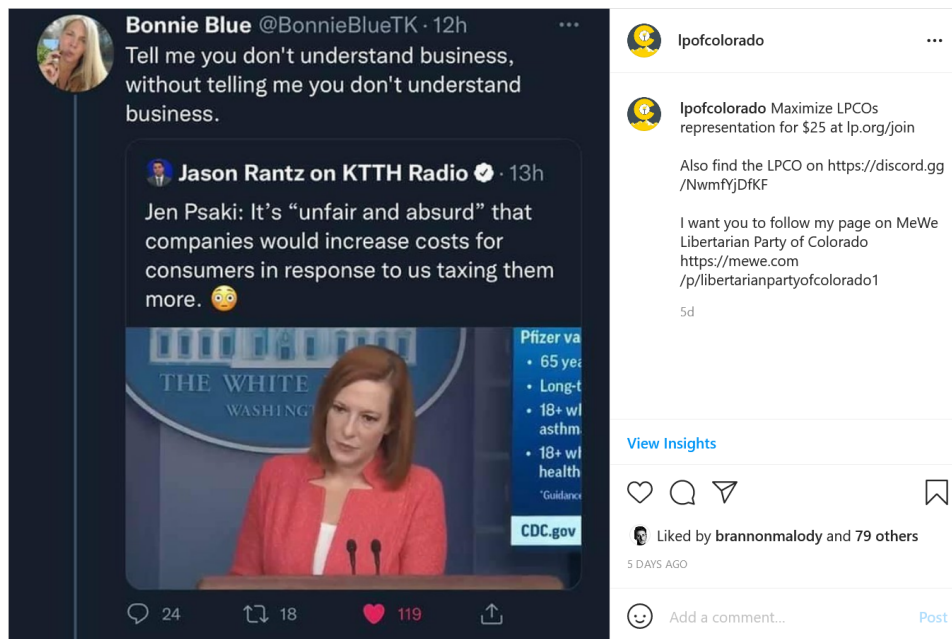 Bonnie Blue @BonnieBlueTK · 12h
Tell me you don't understand business,
without telling me you don't understand
business.
Jason Rantz on KTTH Radio · 13h
Jen Psaki: It's “unfair and absurd” that
companies would increase costs for
consumers in response to us taxing them
more. 😳
THE WHITE
WASHINGT
Pfizer va
• 65 yea
• Long-t
• 18+ wi
asthm
• 18+ wi
health
*Guidance
CDC.gov
24 18 119
lpofcolorado
lpofcolorado Maximize LPCOs
representation for $25 at lp.org/join
Also find the LPCO on https://discord.gg
/NwmfYjDfKF
I want you to follow my page on MeWe
Libertarian Party of Colorado
https://mewe.com
/p/libertarianpartyofcolorado1
5d
View Insights
Liked by brannonmalody and 79 others
5 DAYS AGO
Add a comment... Post